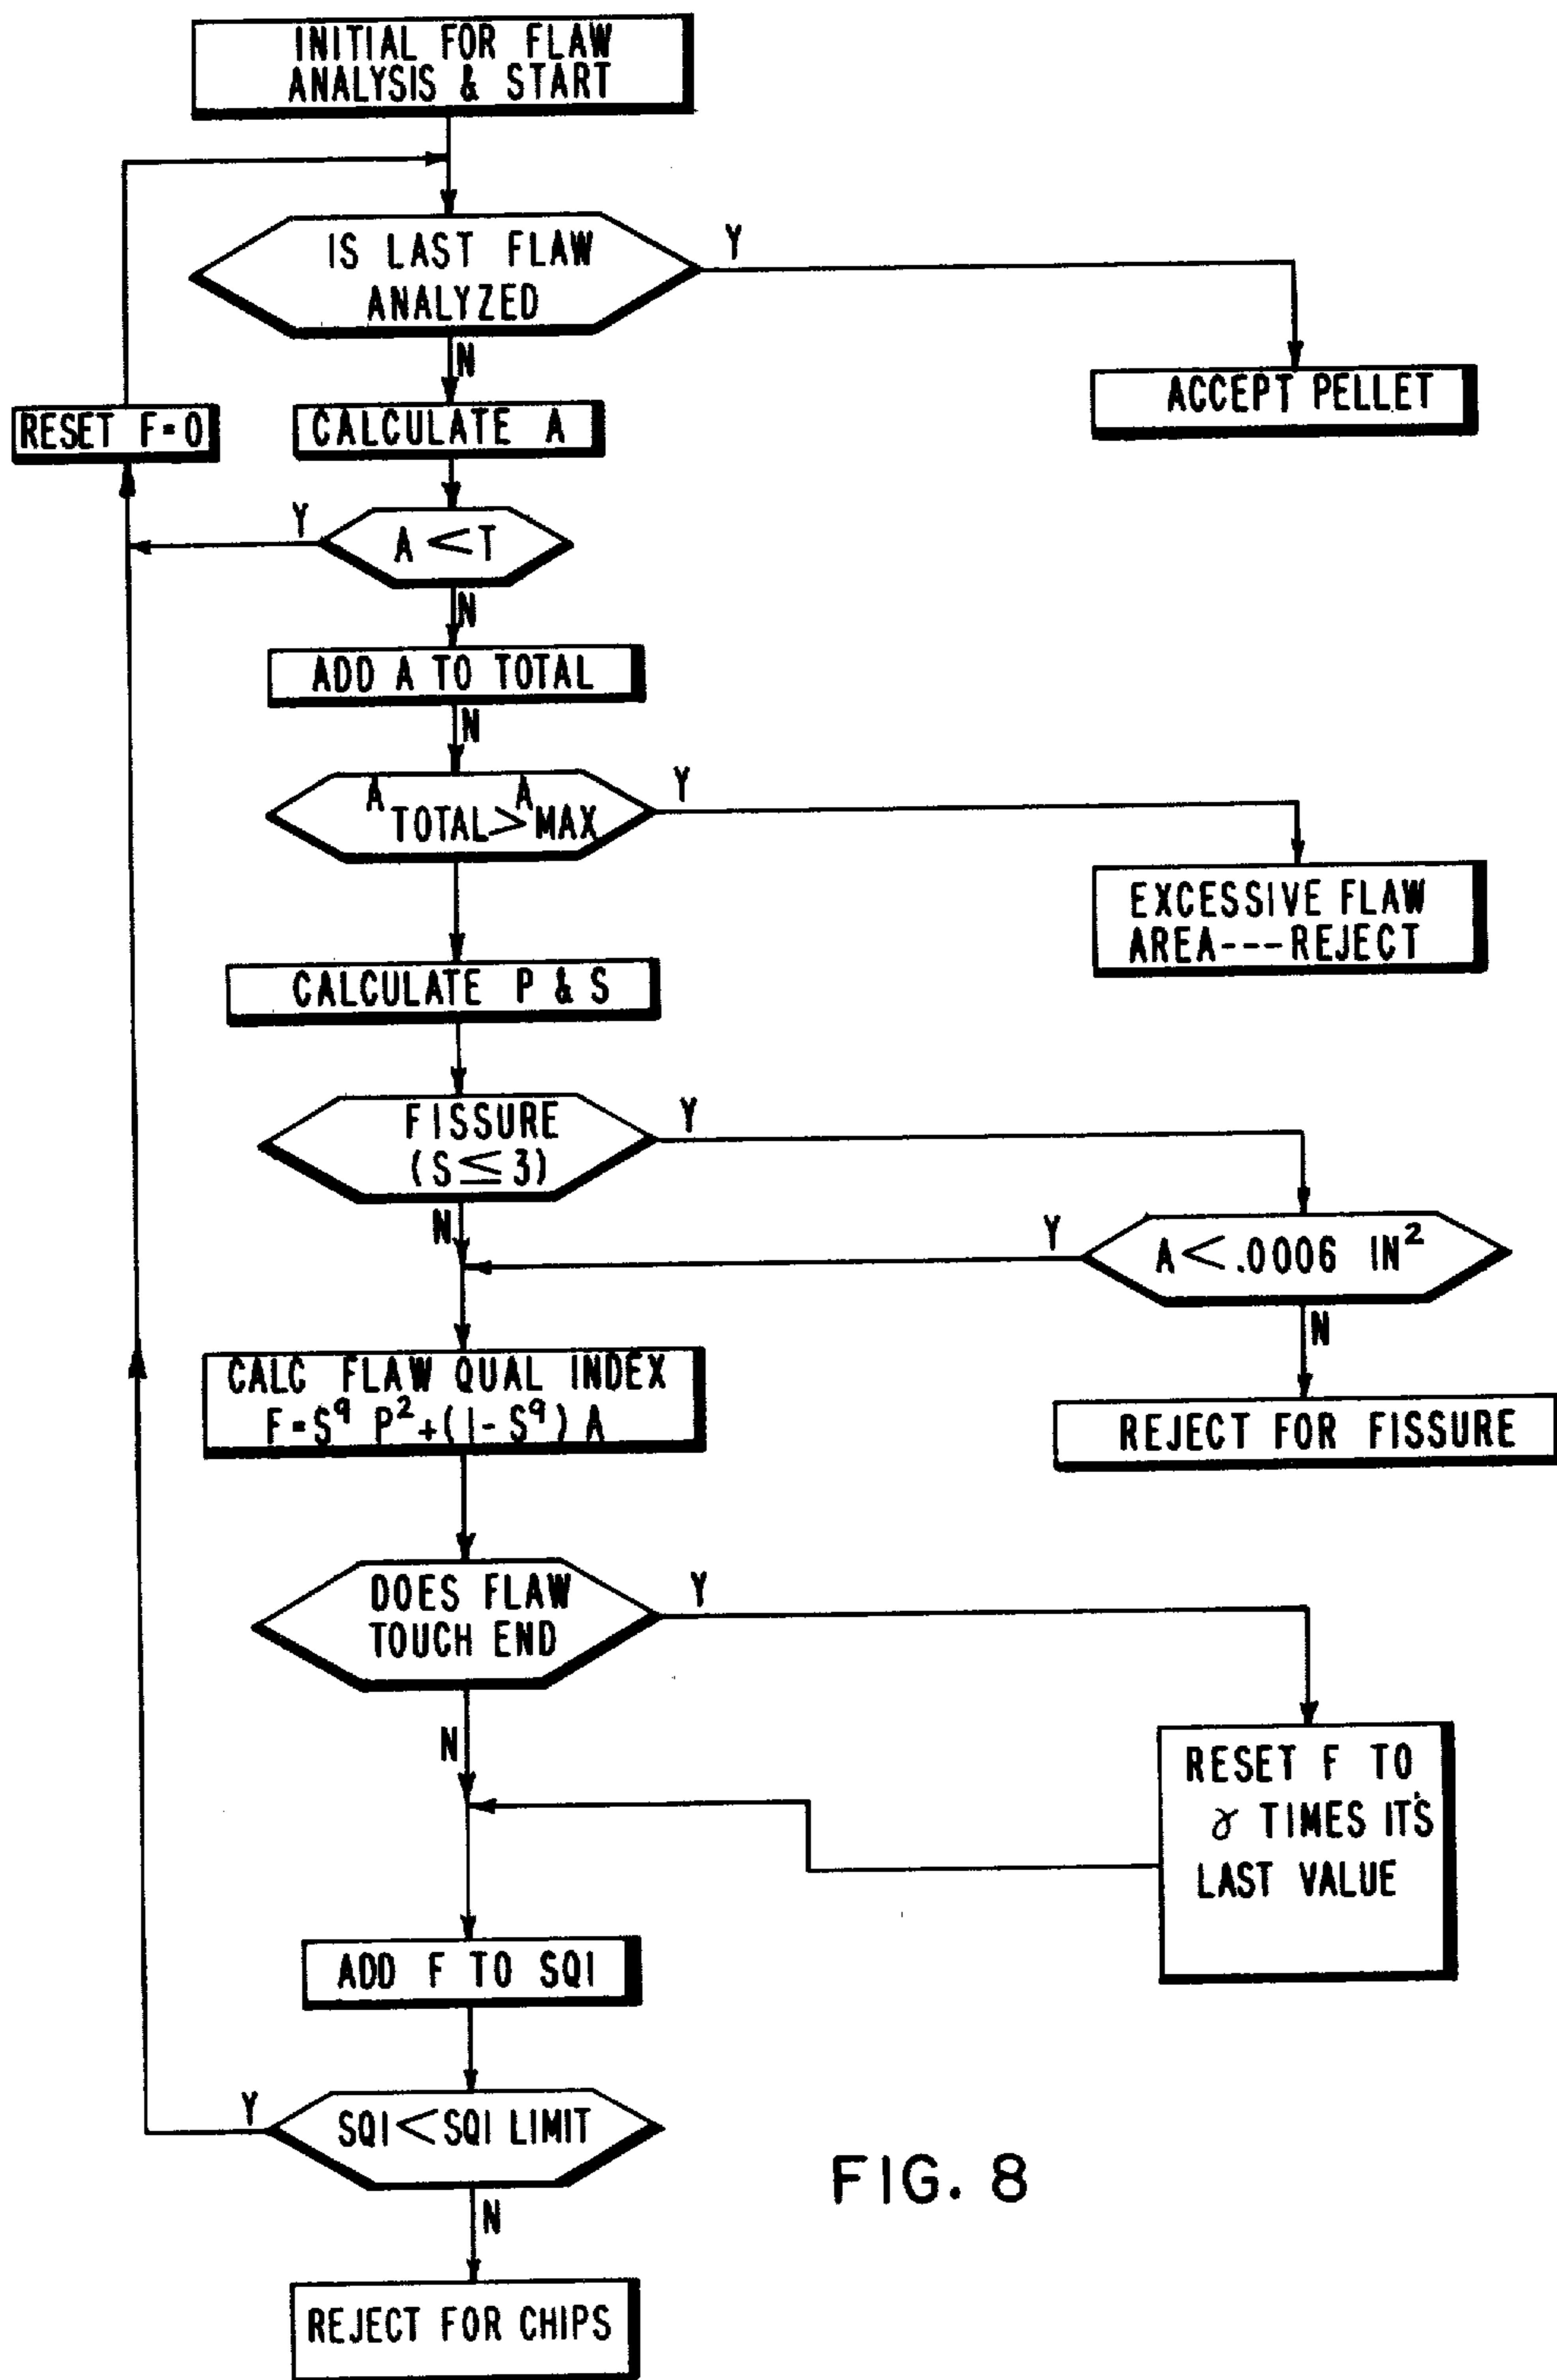 INITIAL FOR FLAW
ANALYSIS & START
IS LAST FLAW
ANALYZED
Y
N
ACCEPT PELLET
RESET F=0
CALCULATE A
Y
A < T
N
ADD A TO TOTAL
N
A TOTAL > A MAX
Y
EXCESSIVE FLAW
AREA---REJECT
CALCULATE P & S
FISSURE
(S ≦ 3)
Y
N
Y
A < .0006 IN²
N
CALC FLAW QUAL INDEX
F=S^q P²+(1-S^q) A
REJECT FOR FISSURE
DOES FLAW
TOUCH END
Y
N
RESET F TO
γ TIMES IT'S
LAST VALUE
ADD F TO SQI
Y
SQI < SQI LIMIT
N
REJECT FOR CHIPS
FIG. 8